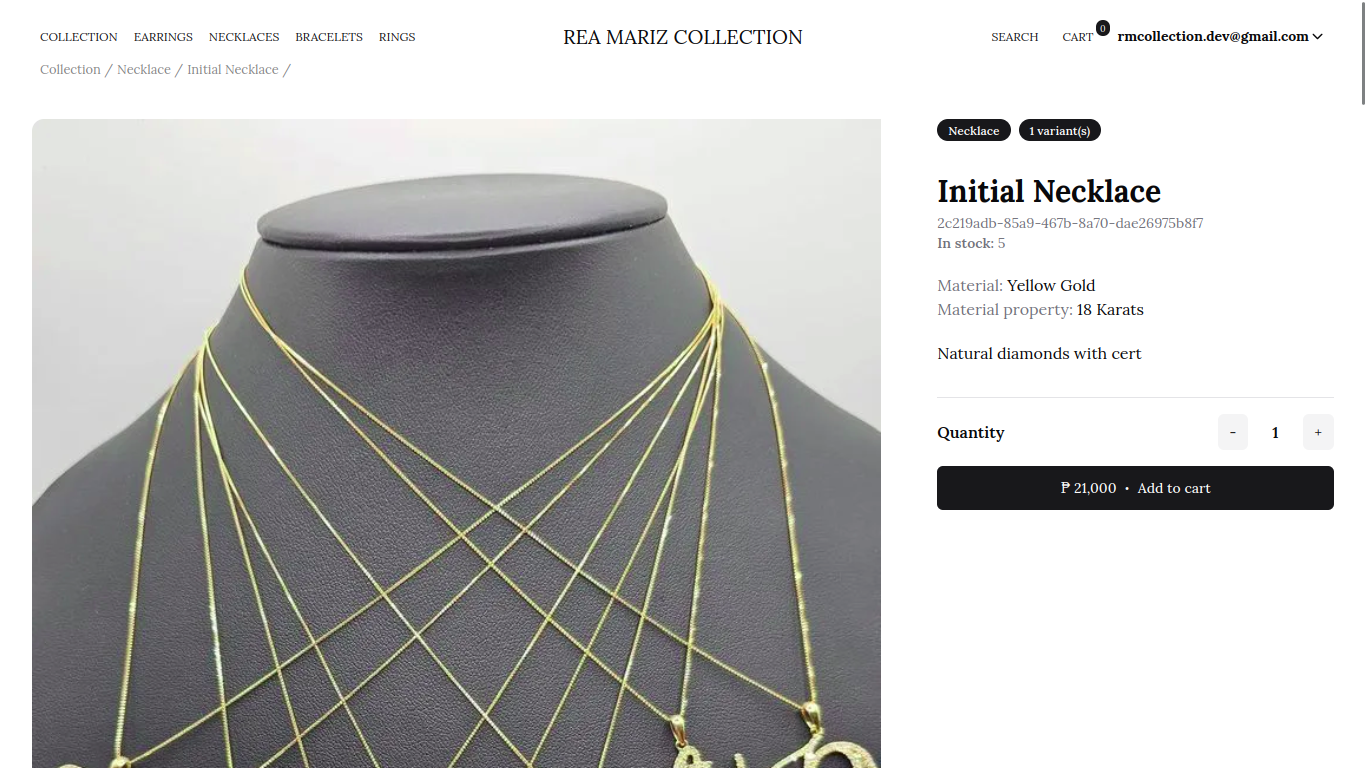 COLLECTION EARRINGS NECKLACES BRACELETS RINGS
REA MARIZ COLLECTION
SEARCH CART 0 rmcollection.dev@gmail.com
Collection / Necklace / Initial Necklace /
Necklace 1 variant(s)
Initial Necklace
2c219adb-85a9-467b-8a70-dae26975b8f7
In stock: 5
Material: Yellow Gold
Material property: 18 Karats
Natural diamonds with cert
Quantity - 1 +
₱ 21,000 • Add to cart